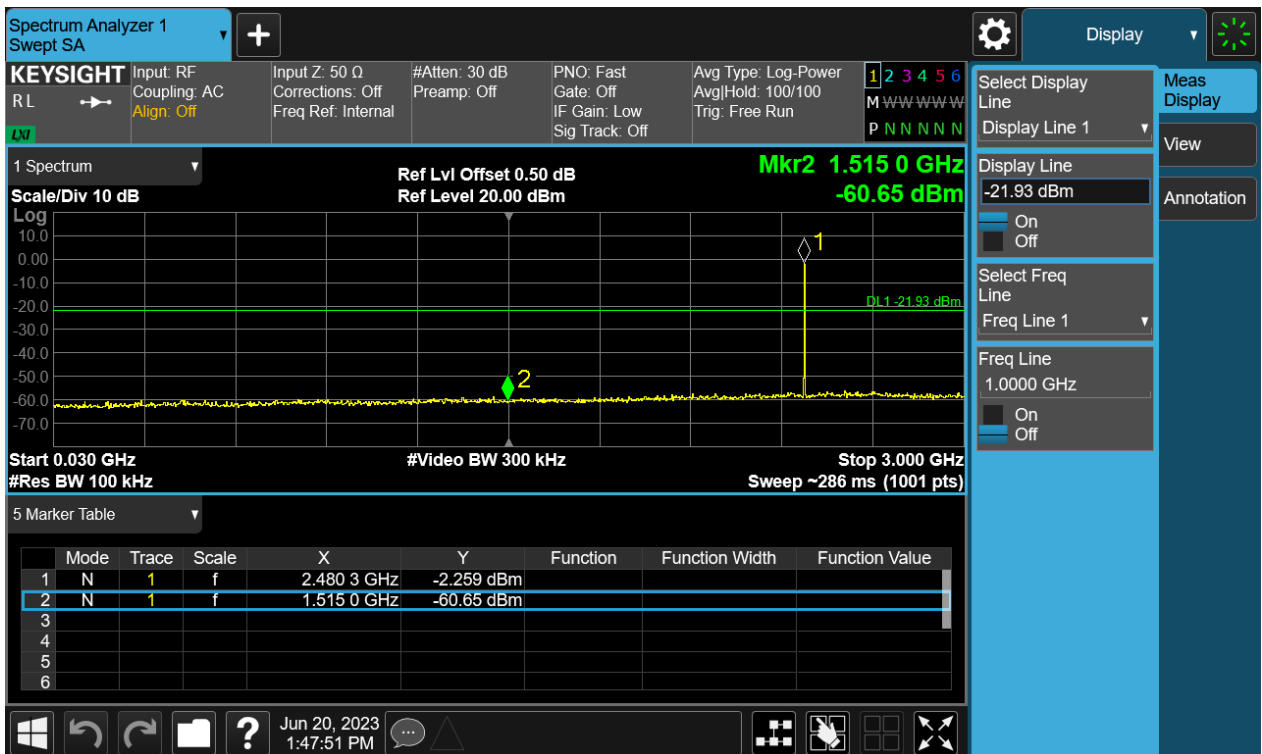 Spectrum Analyzer 1
Swept SA
+
Display
KEYSIGHT
RL
LXI
Input: RF
Coupling: AC
Align: Off
Input Z: 50 Ω
Corrections: Off
Freq Ref: Internal
#Atten: 30 dB
Preamp: Off
PNO: Fast
Gate: Off
IF Gain: Low
Sig Track: Off
Avg Type: Log-Power
Avg|Hold: 100/100
Trig: Free Run
1 2 3 4 5 6
M W W W W W
P N N N N N
1 Spectrum
Scale/Div 10 dB
Ref Lvl Offset 0.50 dB
Ref Level 20.00 dBm
Mkr2 1.515 0 GHz
-60.65 dBm
Log
10.0
0.00
-10.0
-20.0
-30.0
-40.0
-50.0
-60.0
-70.0
1
DL1 -21.93 dBm
2
Start 0.030 GHz
#Video BW 300 kHz
Stop 3.000 GHz
#Res BW 100 kHz
Sweep ~286 ms (1001 pts)
5 Marker Table
Mode Trace Scale X Y Function Function Width Function Value
1 N 1 f 2.480 3 GHz -2.259 dBm
2 N 1 f 1.515 0 GHz -60.65 dBm
3
4
5
6
Select Display
Line
Display Line 1
Display Line
-21.93 dBm
On
Off
Select Freq
Line
Freq Line 1
Freq Line
1.0000 GHz
On
Off
Meas
Display
View
Annotation
?
Jun 20, 2023
1:47:51 PM